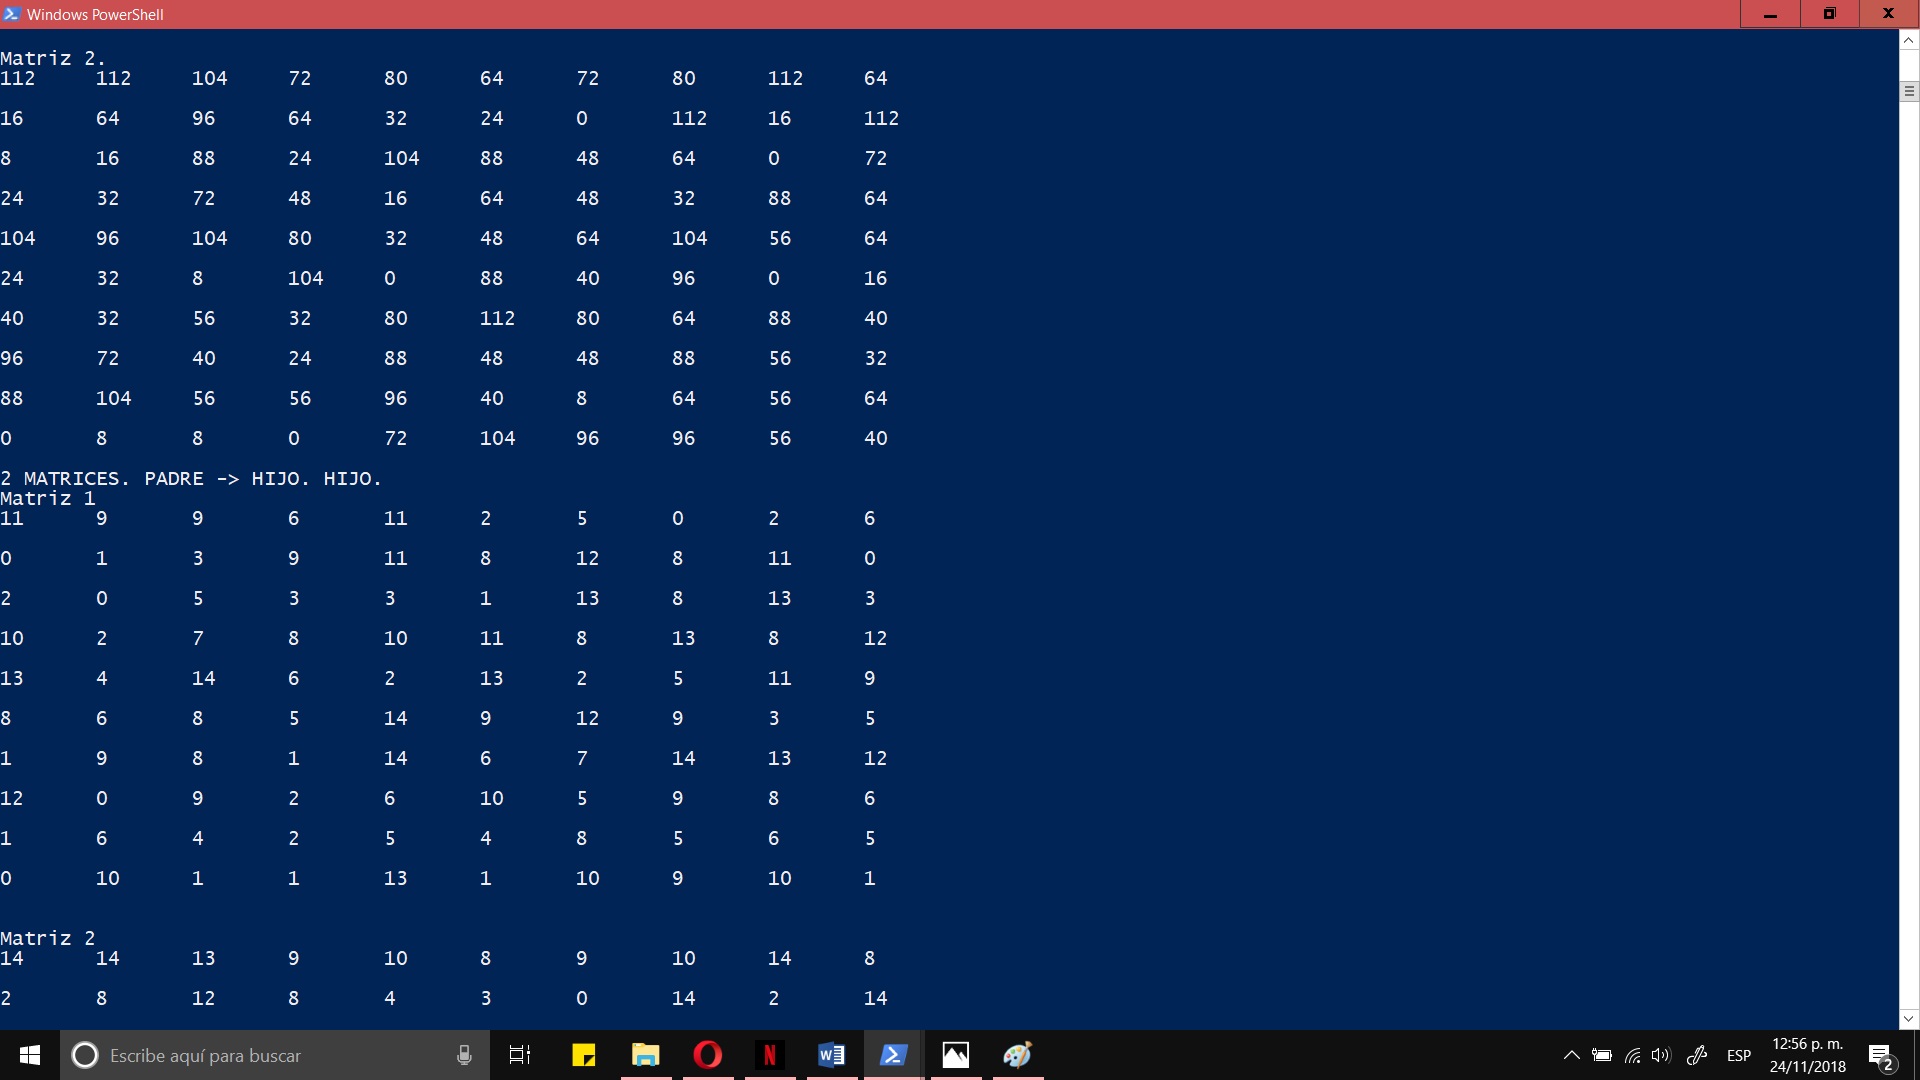 Windows PowerShell
Matriz 2.
112 112 104 72 80 64 72 80 112 64
16 64 96 64 32 24 0 112 16 112
8 16 88 24 104 88 48 64 0 72
24 32 72 48 16 64 48 32 88 64
104 96 104 80 32 48 64 104 56 64
24 32 8 104 0 88 40 96 0 16
40 32 56 32 80 112 80 64 88 40
96 72 40 24 88 48 48 88 56 32
88 104 56 56 96 40 8 64 56 64
0 8 8 0 72 104 96 96 56 40
2 MATRICES. PADRE -> HIJO. HIJO.
Matriz 1
11 9 9 6 11 2 5 0 2 6
0 1 3 9 11 8 12 8 11 0
2 0 5 3 3 1 13 8 13 3
10 2 7 8 10 11 8 13 8 12
13 4 14 6 2 13 2 5 11 9
8 6 8 5 14 9 12 9 3 5
1 9 8 1 14 6 7 14 13 12
12 0 9 2 6 10 5 9 8 6
1 6 4 2 5 4 8 5 6 5
0 10 1 1 13 1 10 9 10 1
Matriz 2
14 14 13 9 10 8 9 10 14 8
2 8 12 8 4 3 0 14 2 14
Escribe aquí para buscar
ESP
12:56 p. m.
24/11/2018
2